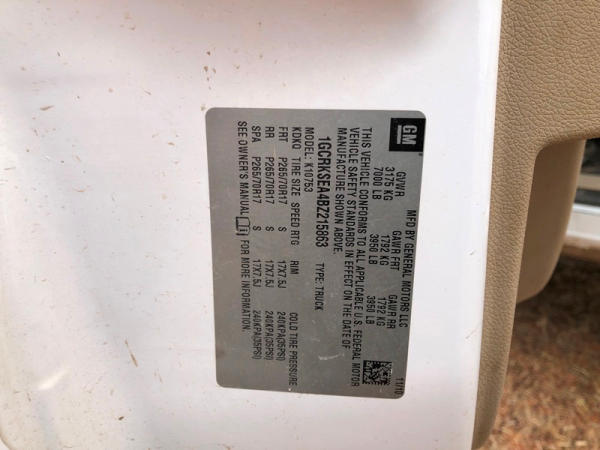 GM
MFD BY GENERAL MOTORS LLC
11/10
GVWR GAWR FRT GAWR RR
3175 KG 1792 KG 1792 KG
7000 LB 3950 LB 3950 LB
THIS VEHICLE CONFORMS TO ALL APPLICABLE U.S. FEDERAL MOTOR
VEHICLE SAFETY STANDARDS IN EFFECT ON THE DATE OF
MANUFACTURE SHOWN ABOVE.
1GCRKSEA4BZ215863 TYPE: TRUCK
MODEL: K10753
KDKQ TIRE SIZE SPEED RTG RIM COLD TIRE PRESSURE
FRT P265/70R17 S 17X7.5J 240KPA(35PSI)
RR P265/70R17 S 17X7.5J 240KPA(35PSI)
SPA P265/70R17 S 17X7.5J 240KPA(35PSI)
SEE OWNER'S MANUAL FOR MORE INFORMATION.